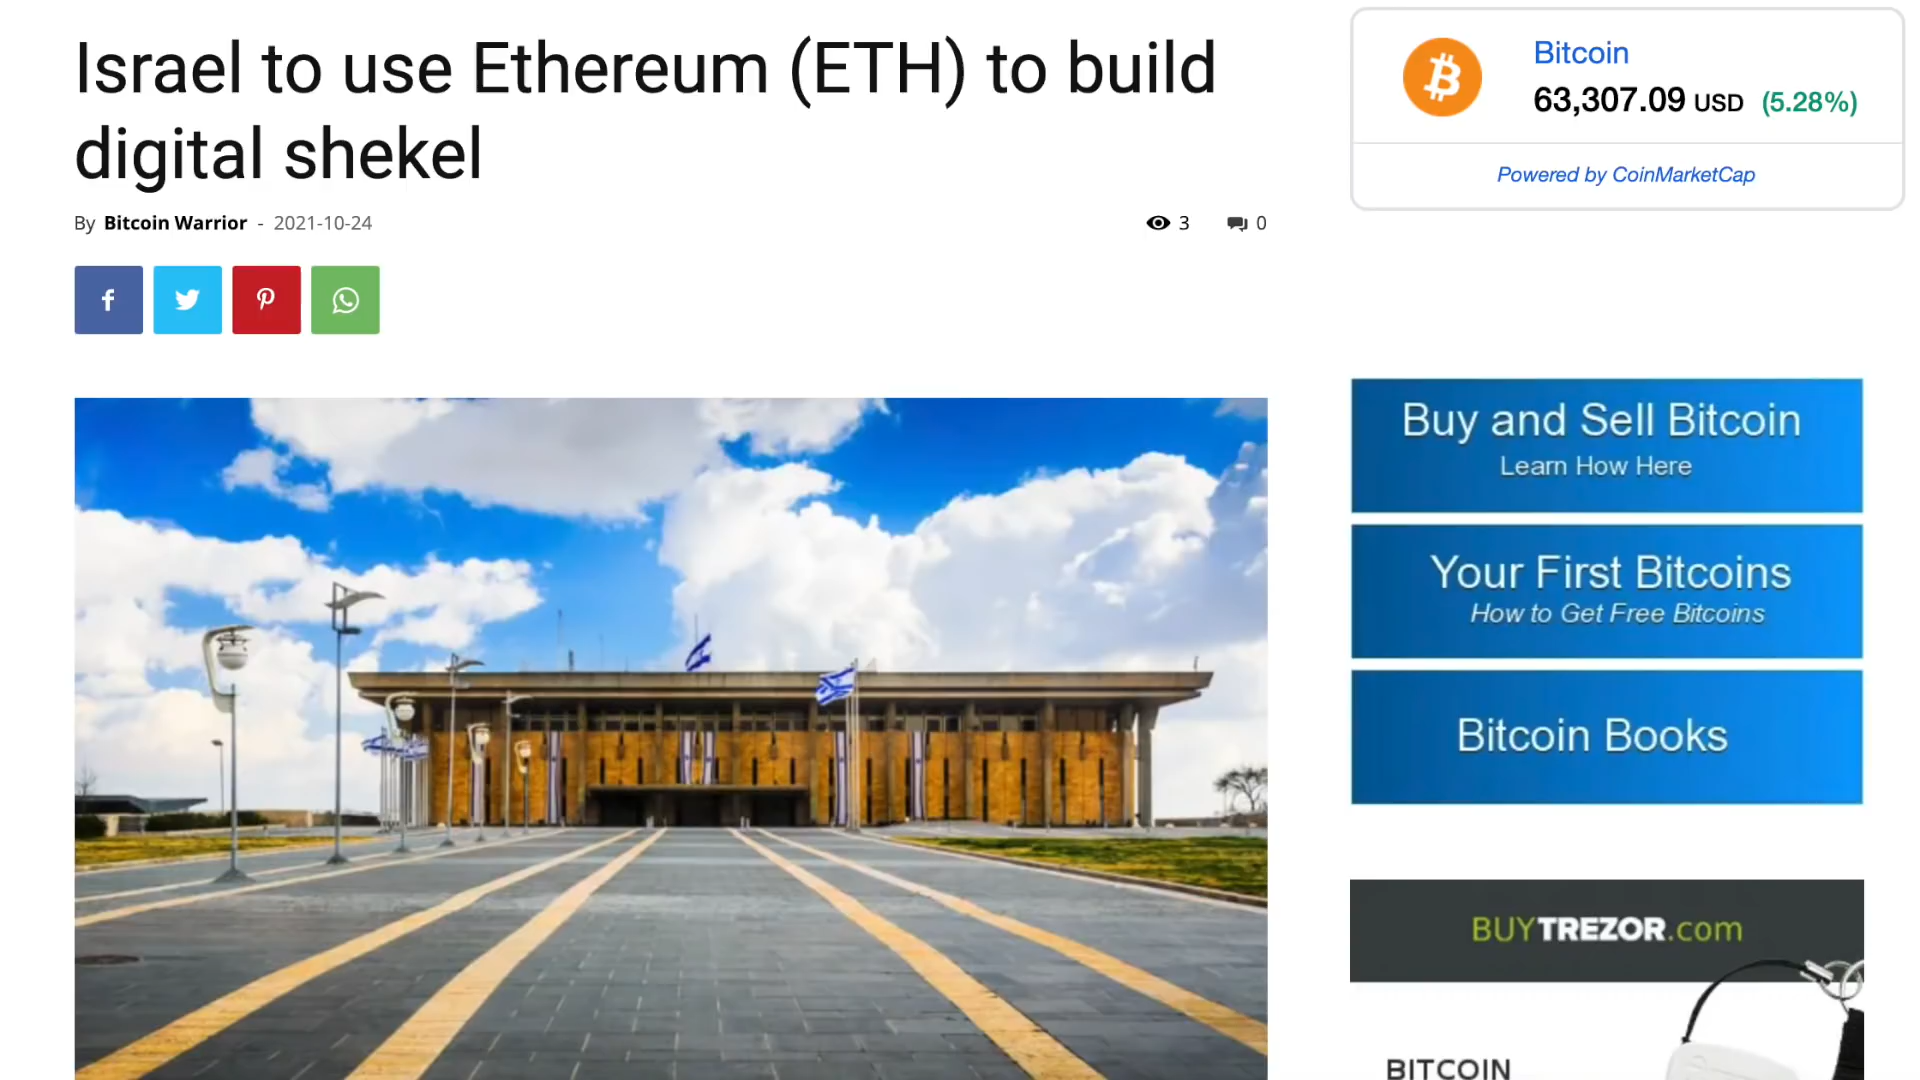 Israel to use Ethereum (ETH) to build
digital shekel
By Bitcoin Warrior - 2021-10-24
3
0
Bitcoin
63,307.09 USD (5.28%)
Powered by CoinMarketCap
Buy and Sell Bitcoin
Learn How Here
Your First Bitcoins
How to Get Free Bitcoins
Bitcoin Books
BUYTREZOR.com
BITCOIN